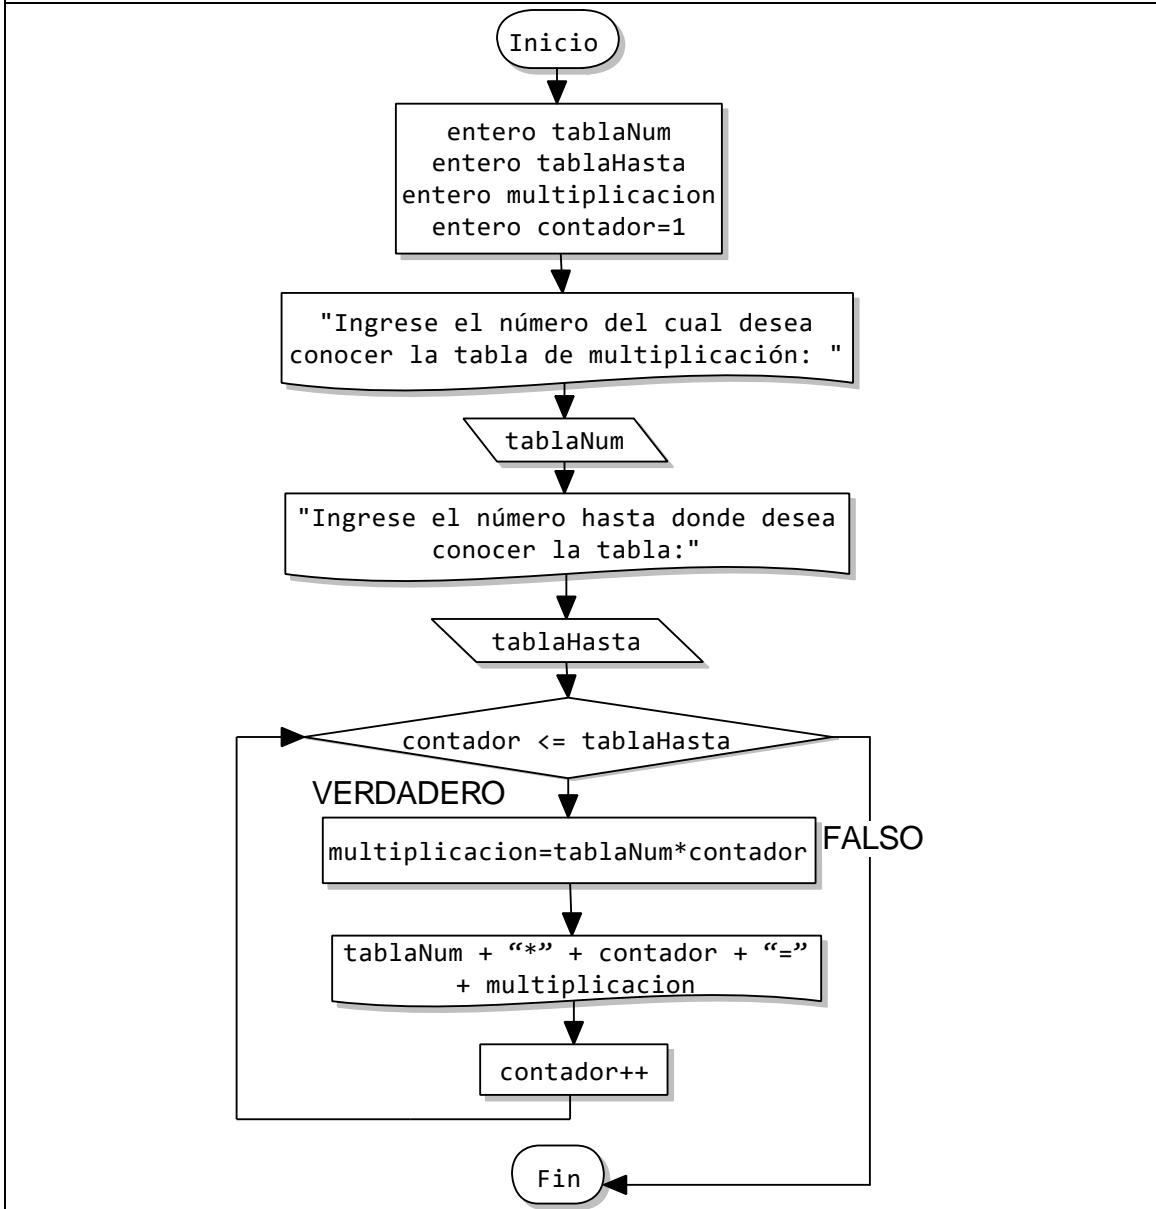 Inicio
entero tablaNum
entero tablaHasta
entero multiplicacion
entero contador=1
"Ingrese el número del cual desea
conocer la tabla de multiplicación: "
tablaNum
"Ingrese el número hasta donde desea
conocer la tabla:"
tablaHasta
contador <= tablaHasta
VERDADERO
FALSO
multiplicacion=tablaNum*contador
tablaNum + “*” + contador + “=”
+ multiplicacion
contador++
Fin